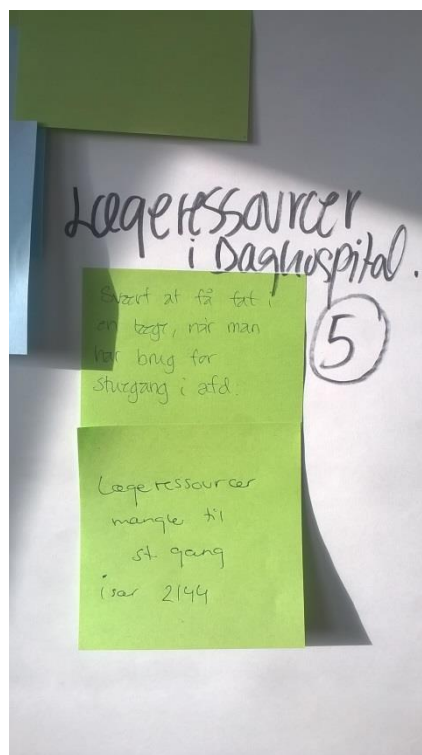 Lægeressourcer
i Daghospital.
5
Svært at få fat i
en læge, når man
har brug for
stuegang i afd.
Lægeressourcer
mangle til
st. gang
især 2144